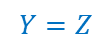 Y = Z